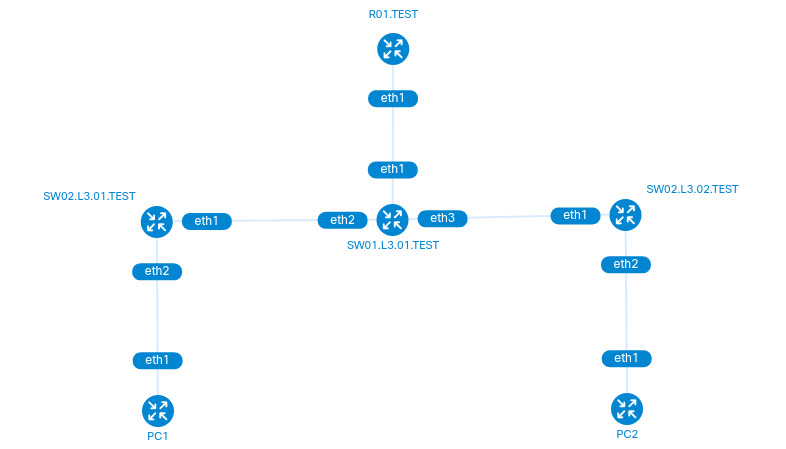 R01.TEST
eth1
eth1
SW02.L3.01.TEST
SW02.L3.02.TEST
eth1
eth2
eth3
eth1
SW01.L3.01.TEST
eth2
eth2
eth1
eth1
PC1
PC2